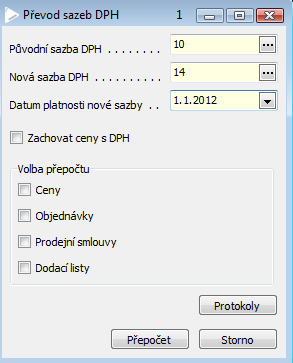 Převod sazeb DPH 1
Původní sazba DPH . . . . . . . 10 ...
Nová sazba DPH . . . . . . . . . . 14 ...
Datum platnosti nové sazby . . . 1.1.2012
Zachovat ceny s DPH
Volba přepočtu
Ceny
Objednávky
Prodejní smlouvy
Dodací listy
Protokoly
Přepočet Storno